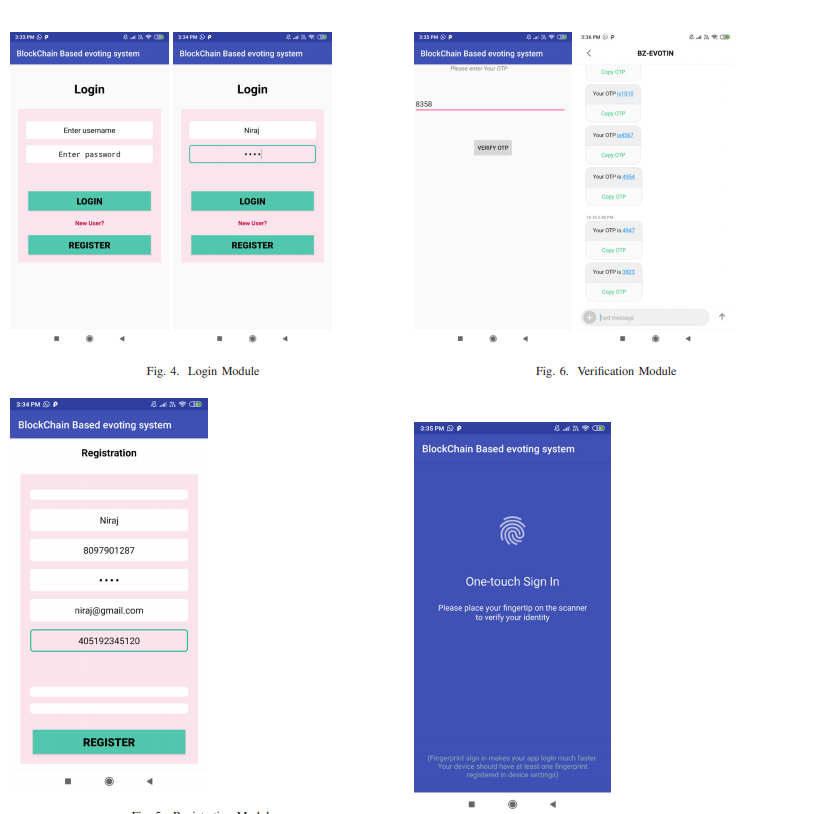 3:33 PM P
BlockChain Based evoting system
Login
Enter username
Enter password
LOGIN
New User?
REGISTER
3:34 PM P
BlockChain Based evoting system
Login
Niraj
••••
LOGIN
New User?
REGISTER
Fig. 4. Login Module
3:34 PM P
BlockChain Based evoting system
Registration
Niraj
8097901287
••••
niraj@gmail.com
405192345120
REGISTER
3:35 PM P
BlockChain Based evoting system
Please enter Your OTP
8358
VERIFY OTP
3:36 PM P
BZ-EVOTIN
Copy OTP
Your OTP is1010
Copy OTP
Your OTP is4567
Copy OTP
Your OTP is 4954
Copy OTP
Your OTP is 4947
Copy OTP
Your OTP is 3823
Copy OTP
Text message
Fig. 6. Verification Module
3:35 PM P
BlockChain Based evoting system
One-touch Sign In
Please place your fingertip on the scanner
to verify your identity
(Fingerprint sign in makes your app login much faster.
Your device should have at least one fingerprint
registered in device settings)